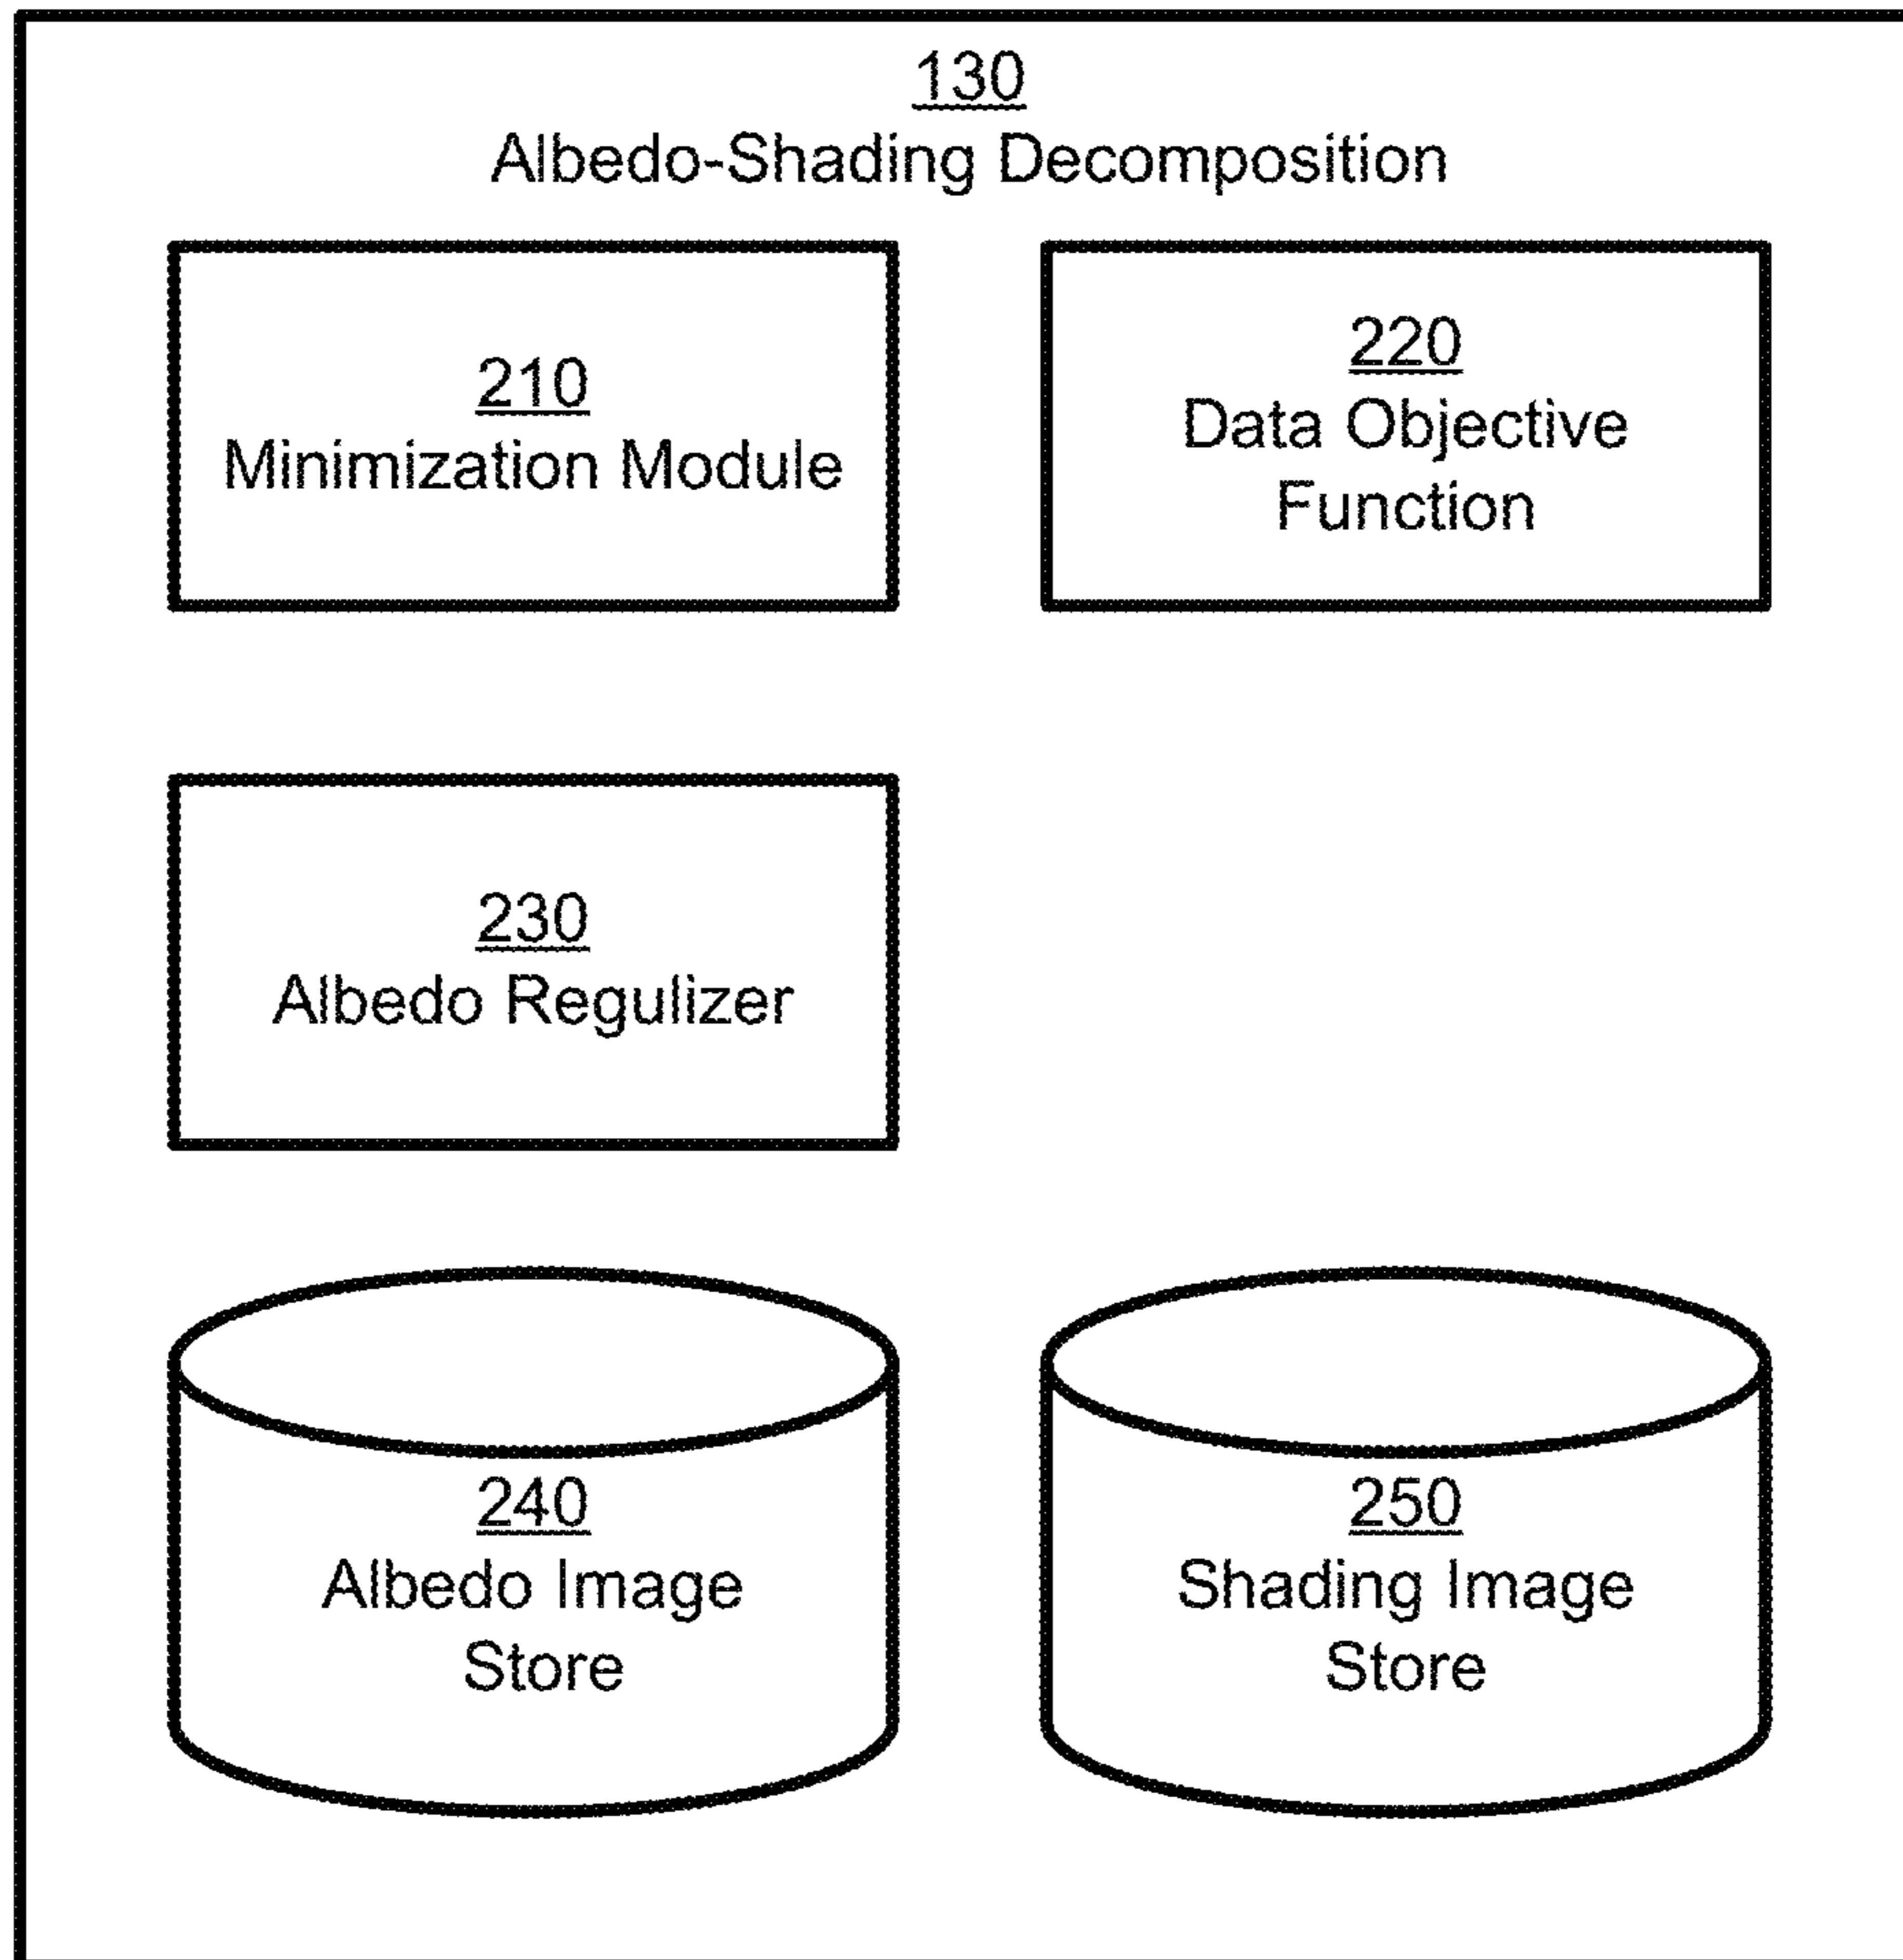 130
Albedo-Shading Decomposition
210
Minimization Module
220
Data Objective
Function
230
Albedo Regulizer
240
Albedo Image
Store
250
Shading Image
Store